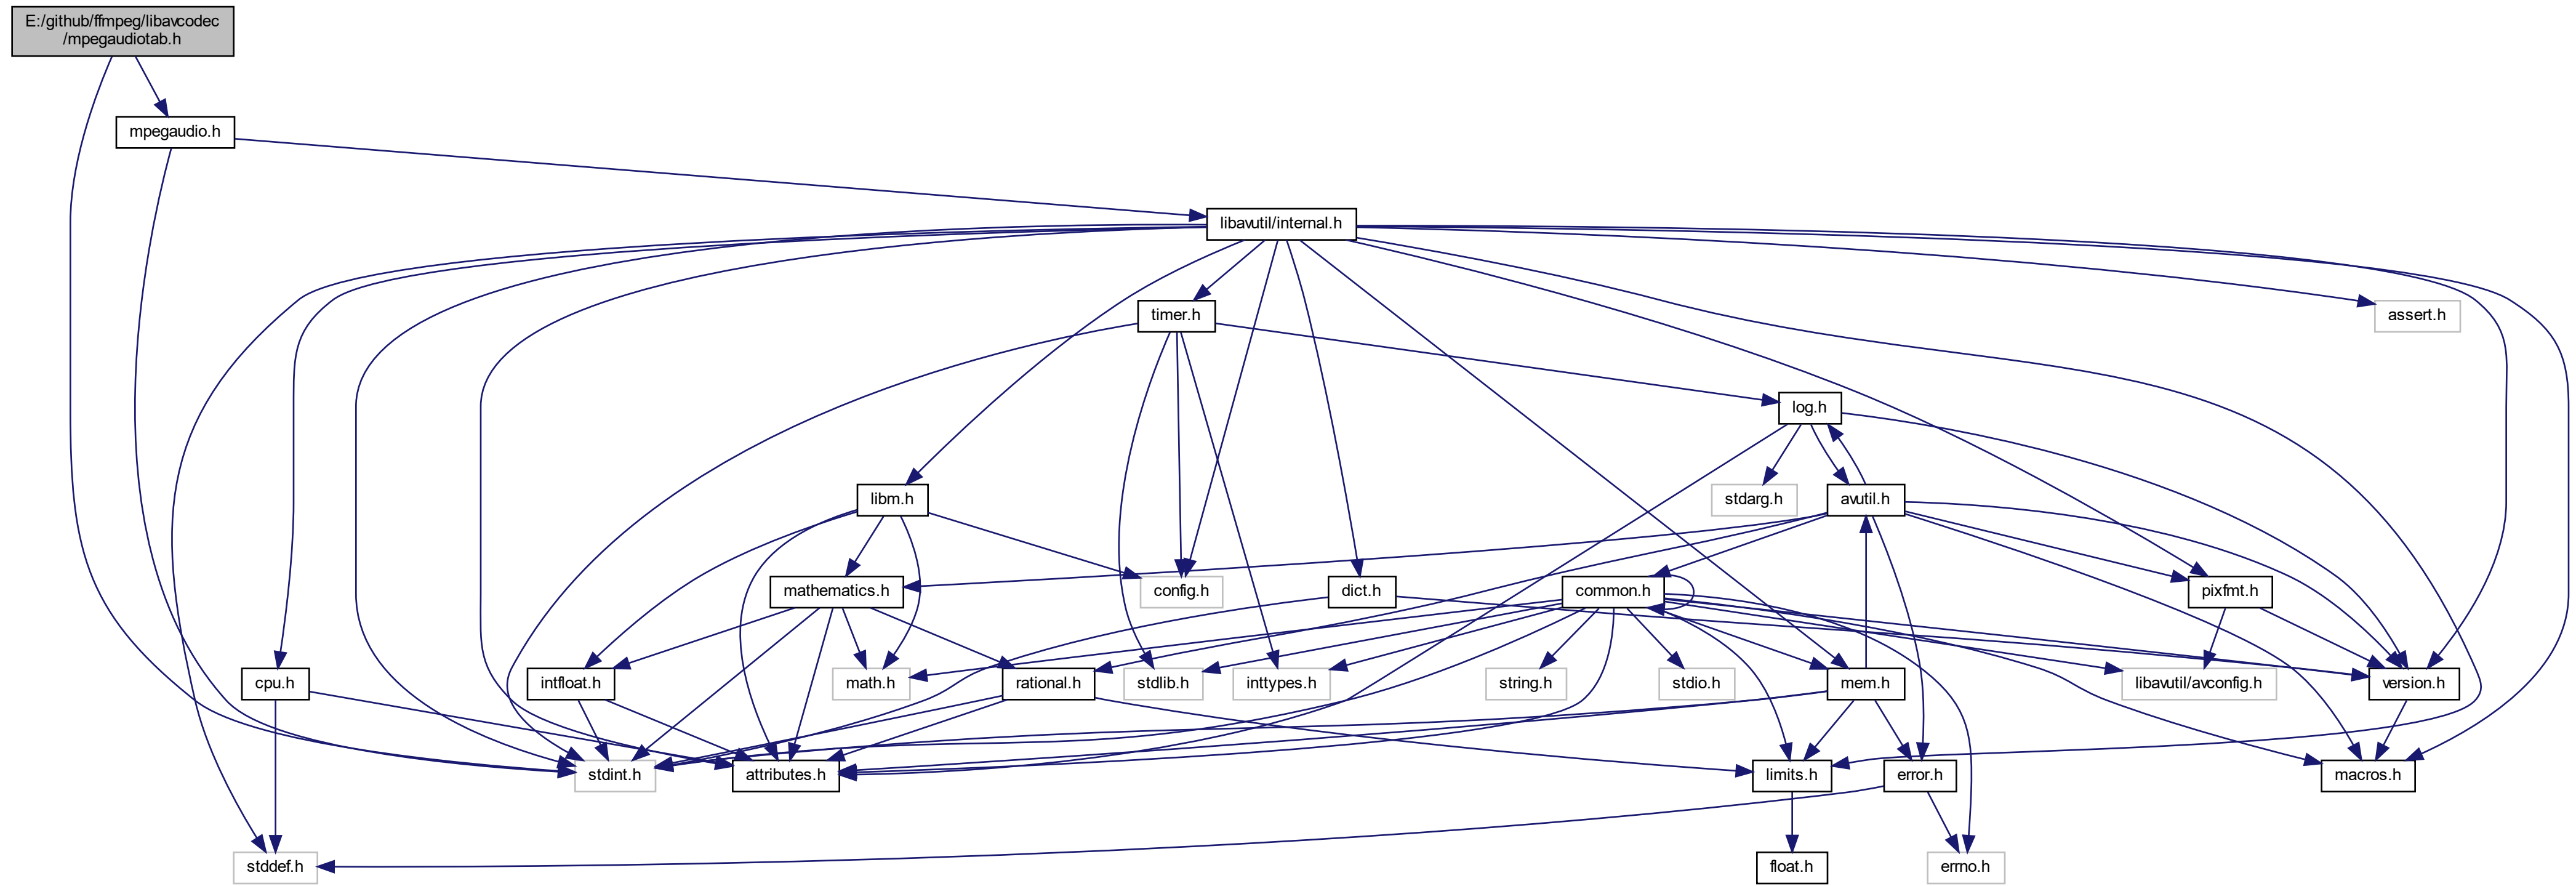 E:/github/ffmpeg/libavcodec
/mpegaudiotab.h
mpegaudio.h
libavutil/internal.h
timer.h
assert.h
log.h
libm.h
stdarg.h
avutil.h
mathematics.h
config.h
dict.h
common.h
pixfmt.h
cpu.h
intfloat.h
math.h
rational.h
stdlib.h
inttypes.h
string.h
stdio.h
mem.h
libavutil/avconfig.h
version.h
stdint.h
attributes.h
limits.h
error.h
macros.h
stddef.h
float.h
errno.h